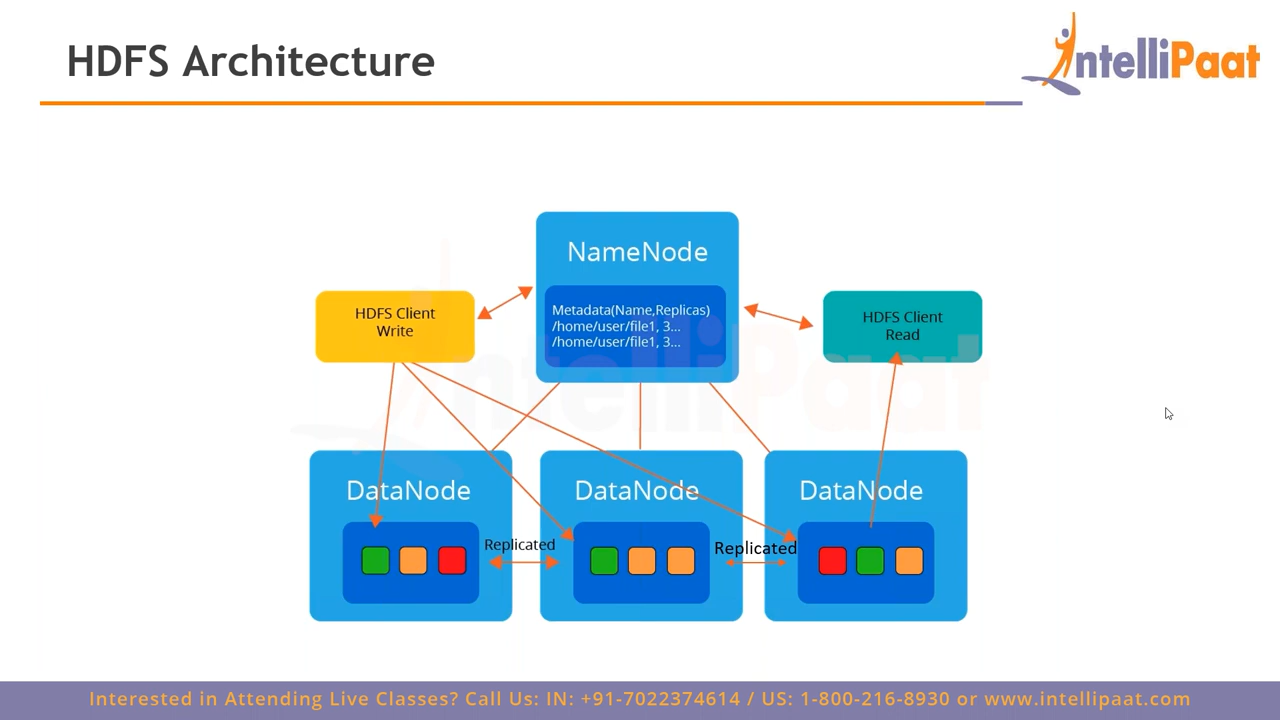 HDFS Architecture
IntelliPaat
NameNode
Metadata(Name,Replicas)
/home/user/file1, 3...
/home/user/file1, 3...
HDFS Client
Write
HDFS Client
Read
IntelliPaat
DataNode
DataNode
DataNode
Replicated
Replicated
Interested in Attending Live Classes? Call Us: IN: +91-7022374614 / US: 1-800-216-8930 or www.intellipaat.com